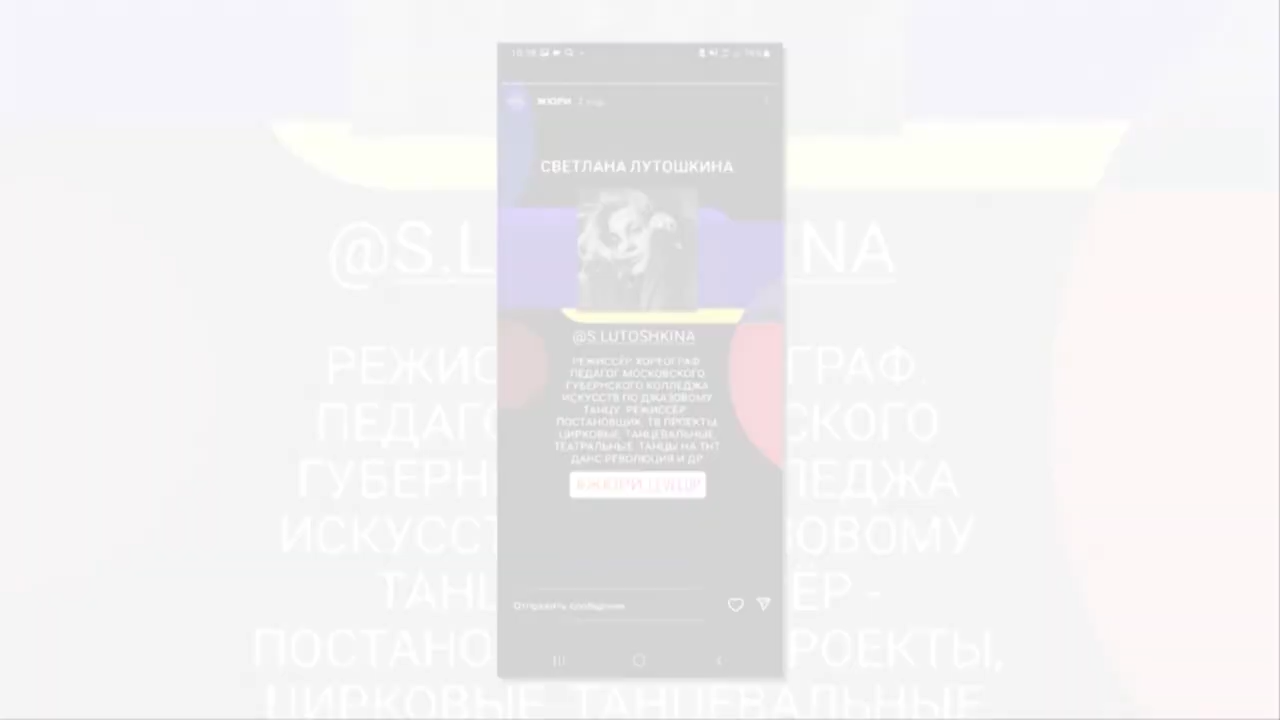 ЖЮРИ
СВЕТЛАНА ЛУТОШКИНА
@S.LUTOSHKINA
РЕЖИССЁР, ХОРЕОГРАФ.
ПЕДАГОГ МОСКОВСКОГО
ГУБЕРНСКОГО КОЛЛЕДЖА
ИСКУССТВ ПО ДЖАЗОВОМУ
ТАНЦУ. РЕЖИССЁР -
ПОСТАНОВЩИК: ТВ ПРОЕКТЫ,
ЦИРКОВЫЕ, ТАНЦЕВАЛЬНЫЕ,
ТЕАТРАЛЬНЫЕ. ТАНЦЫ НА ТНТ
ДАНС РЕВОЛЮЦИЯ И ДР
#ЖЮРИ_LEVELUP
Отправить сообщение